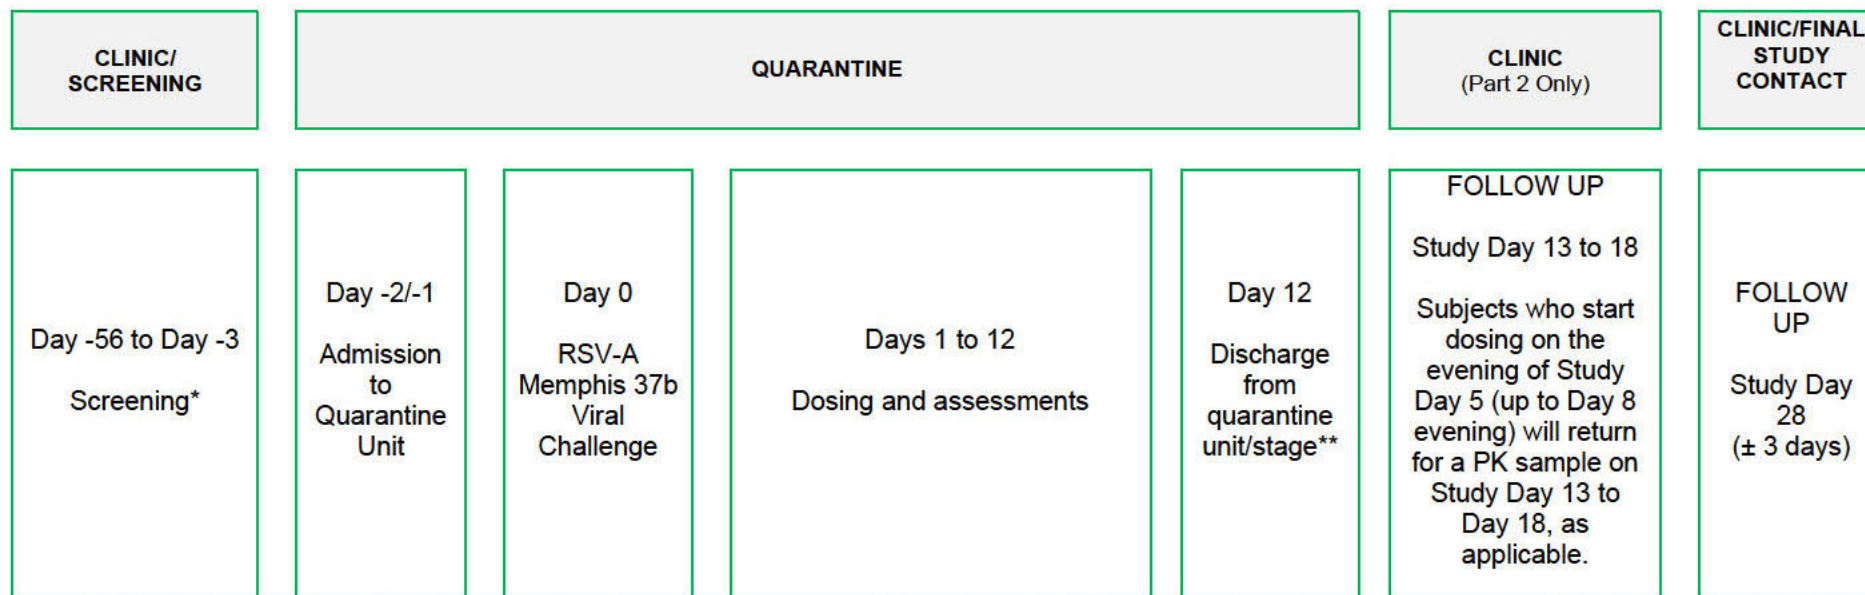 CLINIC/
SCREENING
QUARANTINE
CLINIC
(Part 2 Only)
CLINIC/FINAL
STUDY
CONTACT
Day -56 to Day -3
Screening*
Day -2/-1
Admission
to
Quarantine
Unit
Day 0
RSV-A
Memphis 37b
Viral
Challenge
Days 1 to 12
Dosing and assessments
Day 12
Discharge
from
quarantine
unit/stage**
FOLLOW UP
Study Day 13 to 18
Subjects who start
dosing on the
evening of Study
Day 5 (up to Day 8
evening) will return
for a PK sample on
Study Day 13 to
Day 18, as
applicable.
FOLLOW
UP
Study Day
28
(± 3 days)